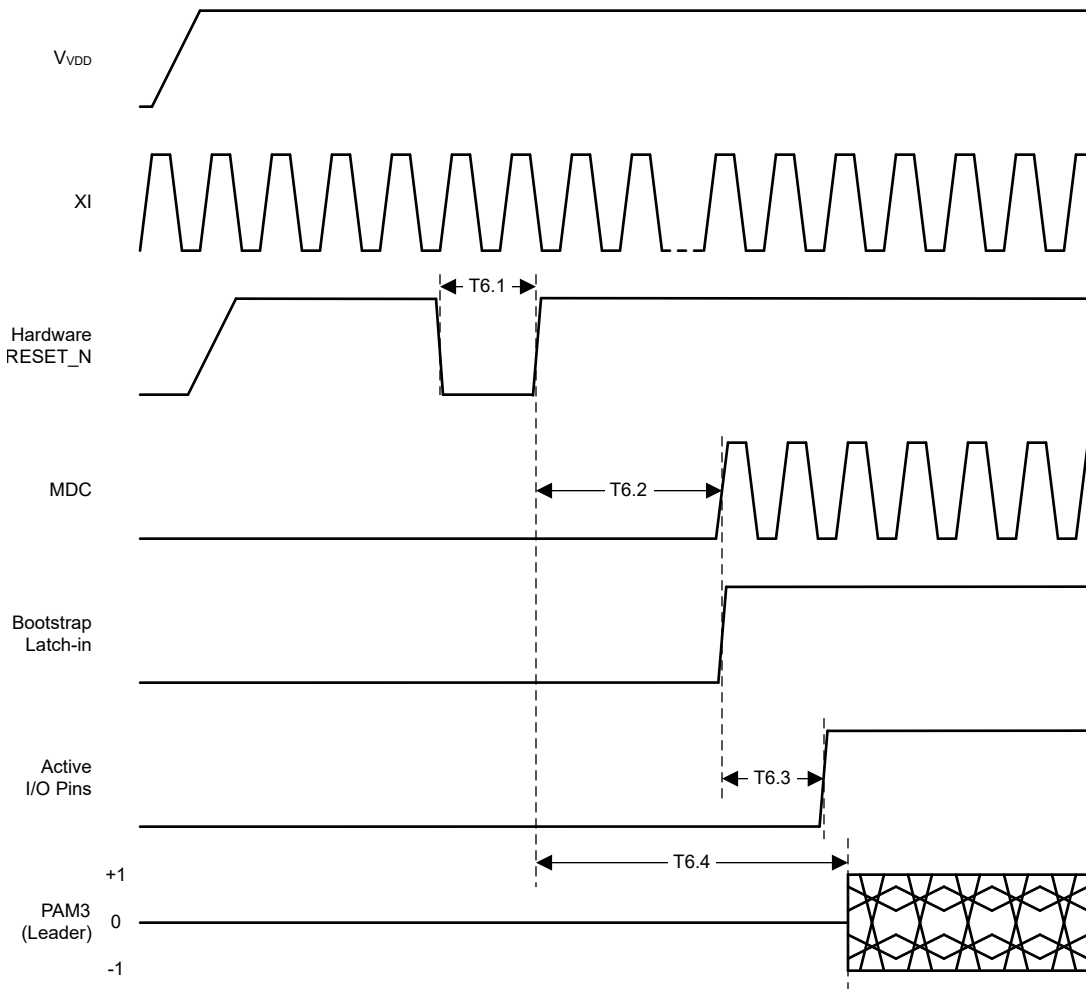 VVDD
XI
T6.1
Hardware
RESET_N
MDC
T6.2
Bootstrap
Latch-in
Active
I/O Pins
T6.3
T6.4
+1
PAM3
(Leader)
0
-1